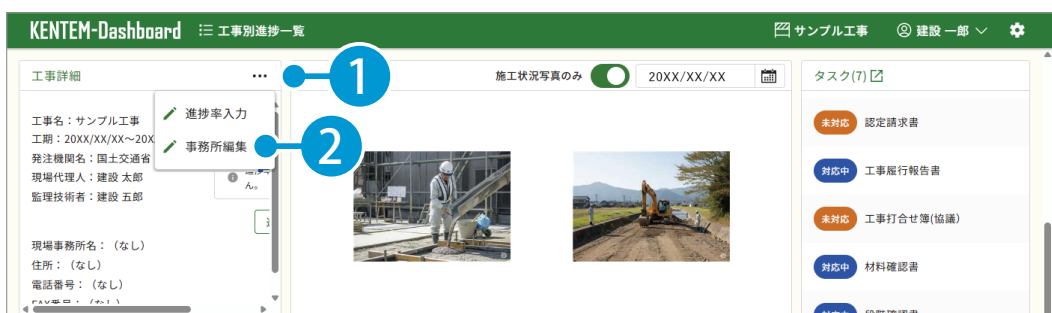 KENTEM-Dashboard
工事別進捗一覧
サンプル工事
建設 一郎
工事詳細
…
1
進捗率入力
事務所編集
2
工事名：サンプル工事
工期：20XX/XX/XX～20X
発注機関名：国土交通省
現場代理人：建設 太郎
監理技術者：建設 五郎
ん。
現場事務所名：（なし）
住所：（なし）
電話番号：（なし）
施工状況写真のみ
20XX/XX/XX
タスク(7)
未対応 認定請求書
対応中 工事履行報告書
未対応 工事打合せ簿(協議)
対応中 材料確認書